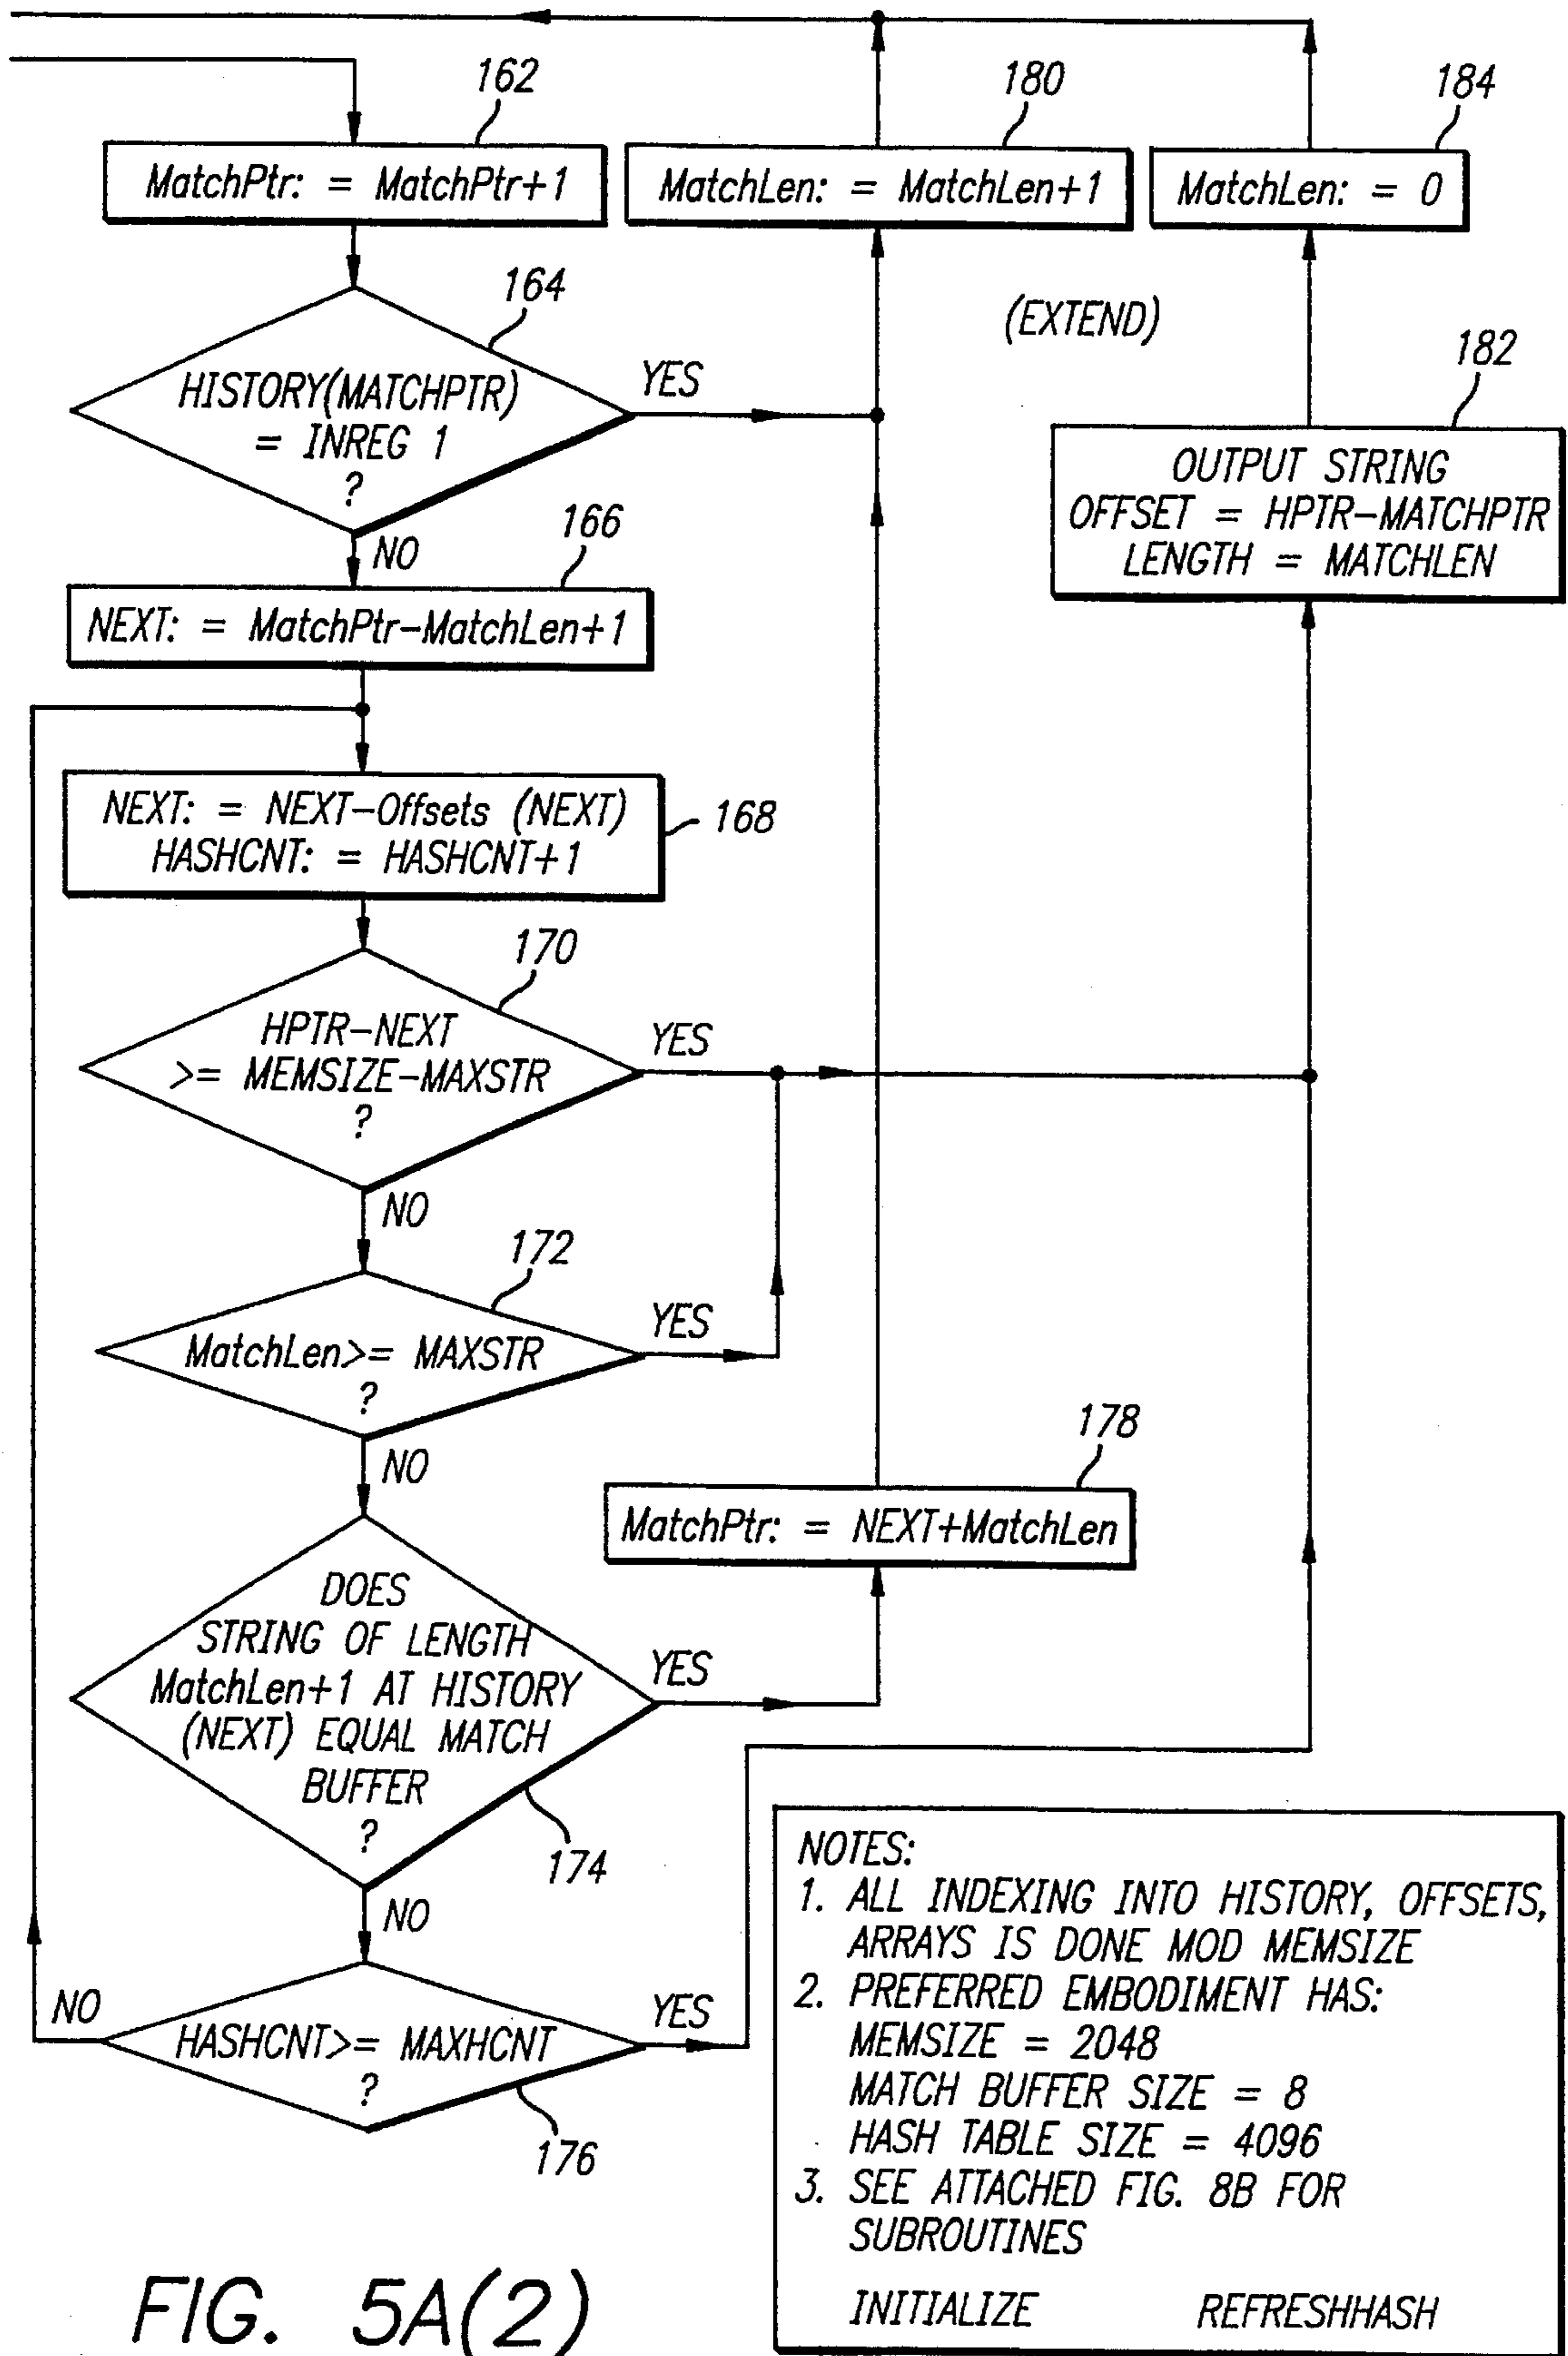 162
MatchPtr: = MatchPtr+1
180
MatchLen: = MatchLen+1
184
MatchLen: = 0
164
HISTORY(MATCHPTR)
= INREG 1
?
YES
NO
(EXTEND)
182
OUTPUT STRING
OFFSET = HPTR-MATCHPTR
LENGTH = MATCHLEN
166
NEXT: = MatchPtr-MatchLen+1
NEXT: = NEXT-Offsets (NEXT)
HASHCNT: = HASHCNT+1
168
170
HPTR-NEXT
>= MEMSIZE-MAXSTR
?
YES
NO
172
MatchLen>= MAXSTR
?
YES
NO
178
MatchPtr: = NEXT+MatchLen
DOES
STRING OF LENGTH
MatchLen+1 AT HISTORY
(NEXT) EQUAL MATCH
BUFFER
?
YES
174
NO
NO
HASHCNT>= MAXHCNT
?
YES
176
NOTES:
1. ALL INDEXING INTO HISTORY, OFFSETS,
ARRAYS IS DONE MOD MEMSIZE
2. PREFERRED EMBODIMENT HAS:
MEMSIZE = 2048
MATCH BUFFER SIZE = 8
HASH TABLE SIZE = 4096
3. SEE ATTACHED FIG. 8B FOR
SUBROUTINES
INITIALIZE REFRESHHASH
FIG. 5A(2)